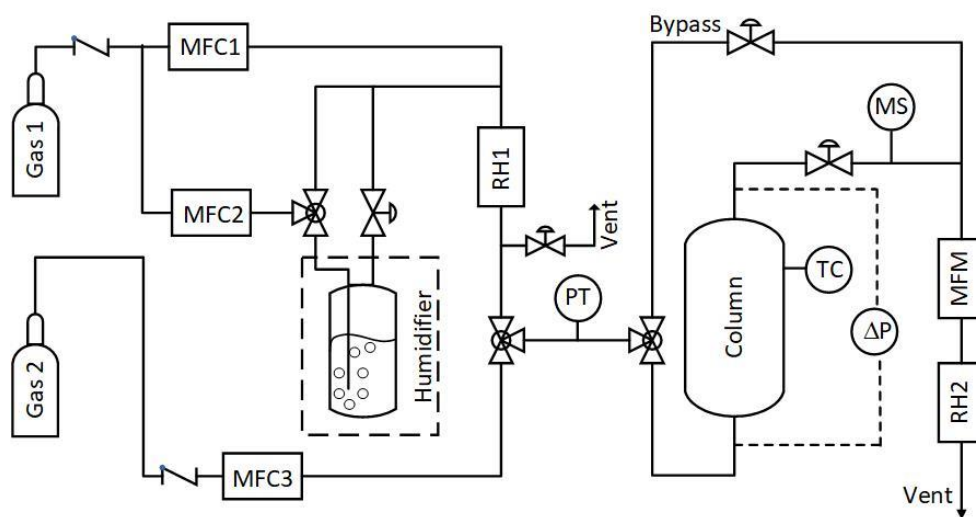 Bypass
MFC1
MS
Gas 1
RH1
MFC2
Vent
PT
TC
MFM
Column
ΔP
Humidifier
Gas 2
RH2
MFC3
Vent